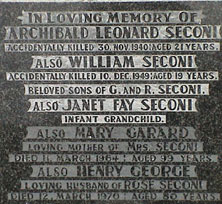 IN LOVING MEMORY OF
ARCHIBALD LEONARD SECONI
ACCIDENTALLY KILLED 30. NOV. 1940 AGED 21 YEARS.
ALSO WILLIAM SECONI
ACCIDENTALLY KILLED 10. DEC. 1949 AGED 19 YEARS.
BELOVED SONS OF G. AND R. SECONI.
ALSO JANET FAY SECONI
INFANT GRANDCHILD.
ALSO MARY GARARD
LOVING MOTHER OF MRS. SECONI
DIED 11. MARCH 1964 AGED 99 YEARS.
ALSO HENRY GEORGE
LOVING HUSBAND OF ROSE SECONI
DIED 12. MARCH 1970 AGED YEARS